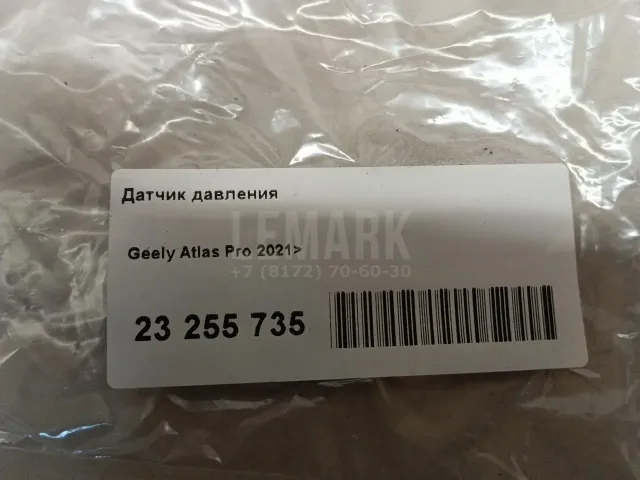 Датчик давления
LEMARK
Geely Atlas Pro 2021>
+7 (8172) 70-60-30
23 255 735